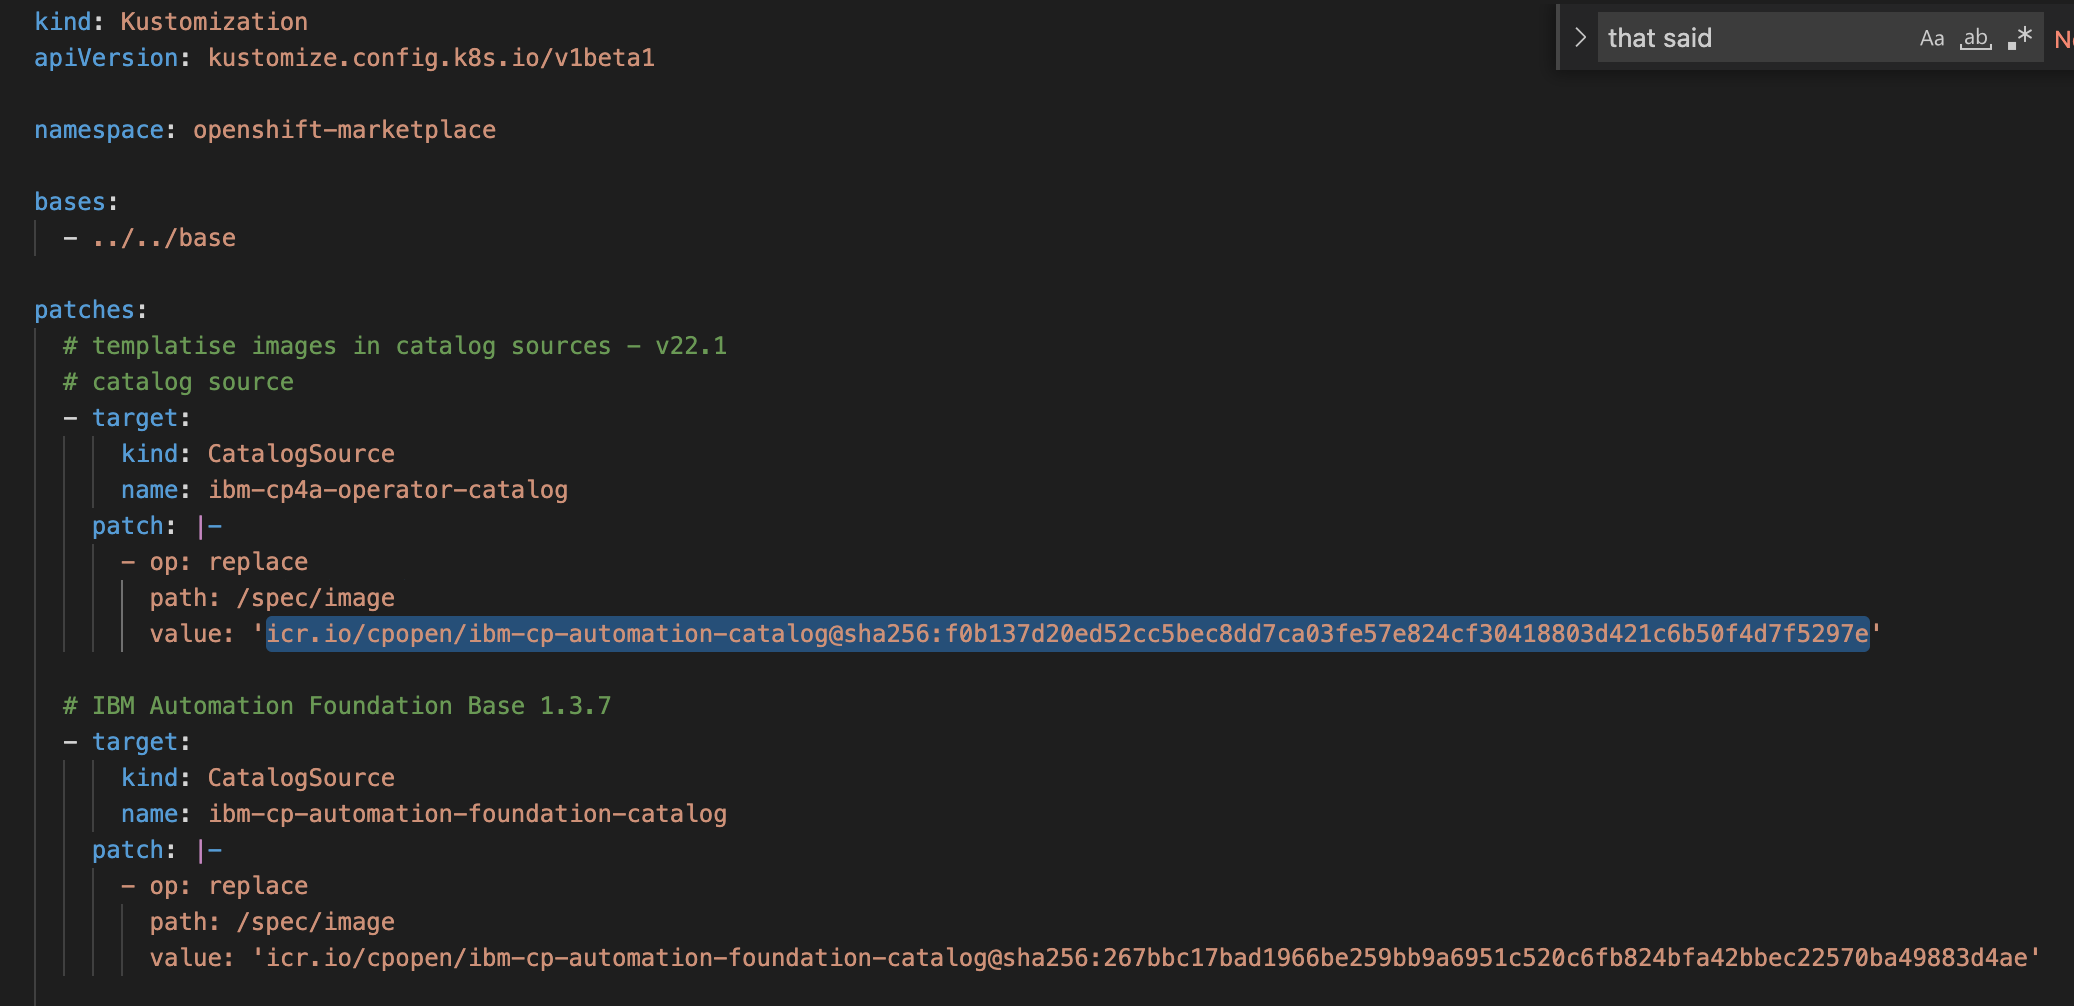 kind: Kustomization
apiVersion: kustomize.config.k8s.io/v1beta1
that said
Aa
ab
.*
namespace: openshift-marketplace
bases:
  - ../../base
patches:
  # templatise images in catalog sources - v22.1
  # catalog source
  - target:
      kind: CatalogSource
      name: ibm-cp4a-operator-catalog
    patch: |-
      - op: replace
        path: /spec/image
        value: 'icr.io/cpopen/ibm-cp-automation-catalog@sha256:f0b137d20ed52cc5bec8dd7ca03fe57e824cf30418803d421c6b50f4d7f5297e'
  # IBM Automation Foundation Base 1.3.7
  - target:
      kind: CatalogSource
      name: ibm-cp-automation-foundation-catalog
    patch: |-
      - op: replace
        path: /spec/image
        value: 'icr.io/cpopen/ibm-cp-automation-foundation-catalog@sha256:267bbc17bad1966be259bb9a6951c520c6fb824bfa42bbec22570ba49883d4ae'